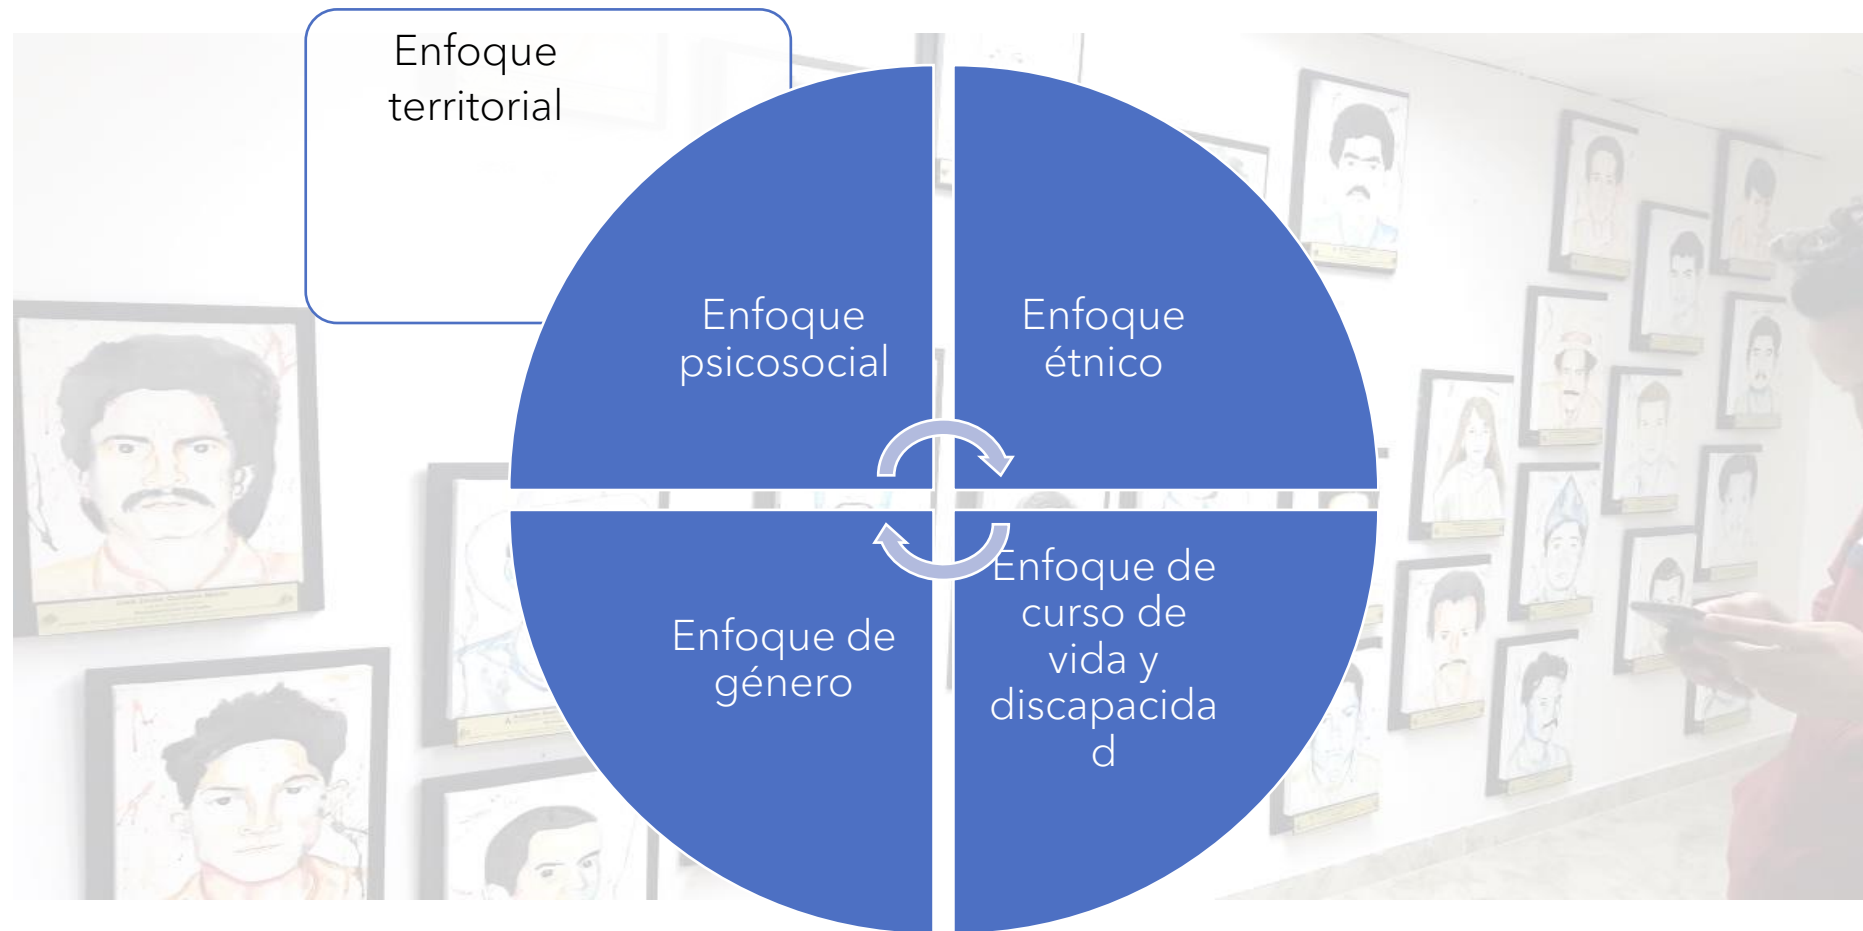 Enfoque
territorial
Enfoque
psicosocial
Enfoque
étnico
Enfoque de
género
Enfoque de
curso de
vida y
discapacida
d